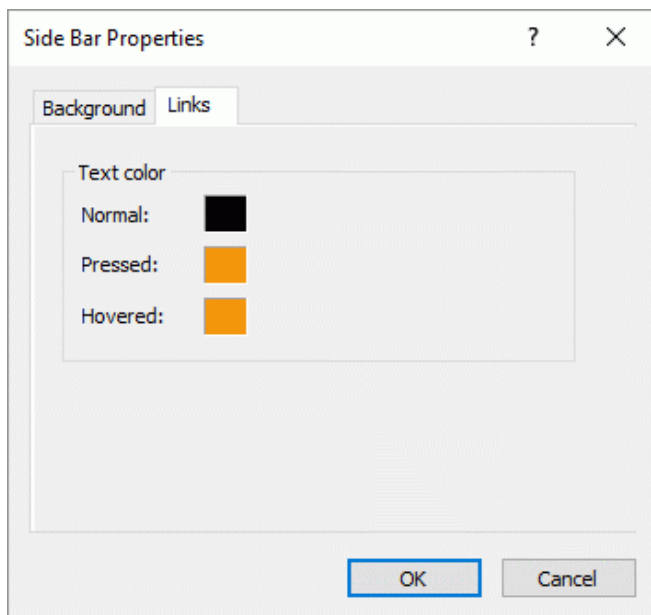 Side Bar Properties ?
Background Links
Text color
Normal:
Pressed:
Hovered:
OK Cancel